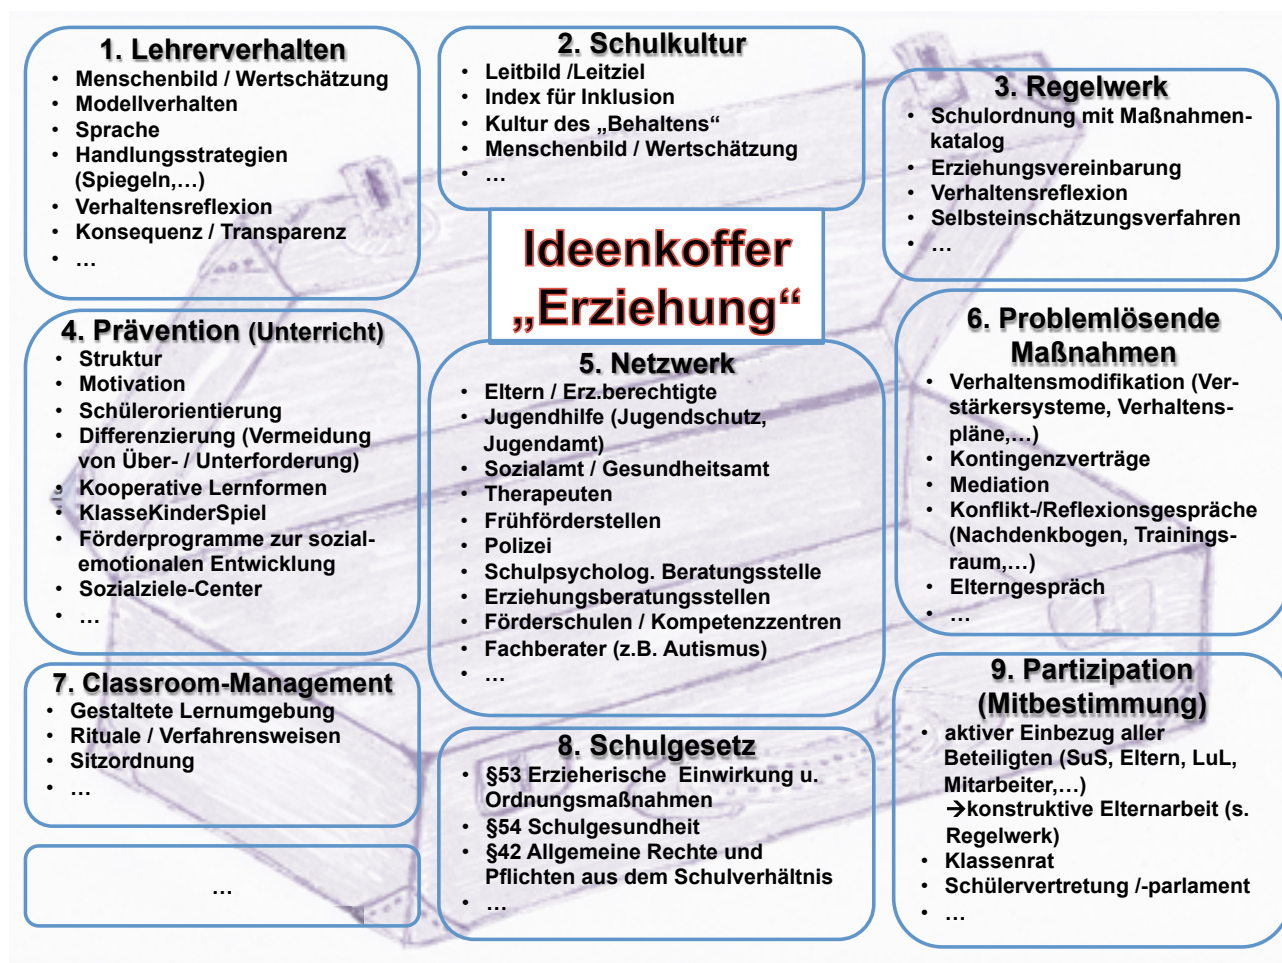 1. Lehrerverhalten
• Menschenbild / Wertschätzung
• Modellverhalten
• Sprache
• Handlungsstrategien
(Spiegeln,…)
• Verhaltensreflexion
• Konsequenz / Transparenz
• …
2. Schulkultur
• Leitbild /Leitziel
• Index für Inklusion
• Kultur des „Behaltens“
• Menschenbild / Wertschätzung
• …
3. Regelwerk
• Schulordnung mit Maßnahmen-
katalog
• Erziehungsvereinbarung
• Verhaltensreflexion
• Selbsteinschätzungsverfahren
• …
Ideenkoffer
„Erziehung“
4. Prävention (Unterricht)
• Struktur
• Motivation
• Schülerorientierung
• Differenzierung (Vermeidung
von Über- / Unterforderung)
• Kooperative Lernformen
• KlasseKinderSpiel
• Förderprogramme zur sozial-
emotionalen Entwicklung
• Sozialziele-Center
• …
5. Netzwerk
• Eltern / Erz.berechtigte
• Jugendhilfe (Jugendschutz,
Jugendamt)
• Sozialamt / Gesundheitsamt
• Therapeuten
• Frühförderstellen
• Polizei
• Schulpsycholog. Beratungsstelle
• Erziehungsberatungsstellen
• Förderschulen / Kompetenzzentren
• Fachberater (z.B. Autismus)
• …
6. Problemlösende
Maßnahmen
• Verhaltensmodifikation (Ver-
stärkersysteme, Verhaltens-
pläne,…)
• Kontingenzverträge
• Mediation
• Konflikt-/Reflexionsgespräche
(Nachdenkbogen, Trainings-
raum,…)
• Elterngespräch
• …
7. Classroom-Management
• Gestaltete Lernumgebung
• Rituale / Verfahrensweisen
• Sitzordnung
• …
…
8. Schulgesetz
• §53 Erzieherische Einwirkung u.
Ordnungsmaßnahmen
• §54 Schulgesundheit
• §42 Allgemeine Rechte und
Pflichten aus dem Schulverhältnis
• …
9. Partizipation
(Mitbestimmung)
• aktiver Einbezug aller
Beteiligten (SuS, Eltern, LuL,
Mitarbeiter,…)
→konstruktive Elternarbeit (s.
Regelwerk)
• Klassenrat
• Schülervertretung /-parlament
• …